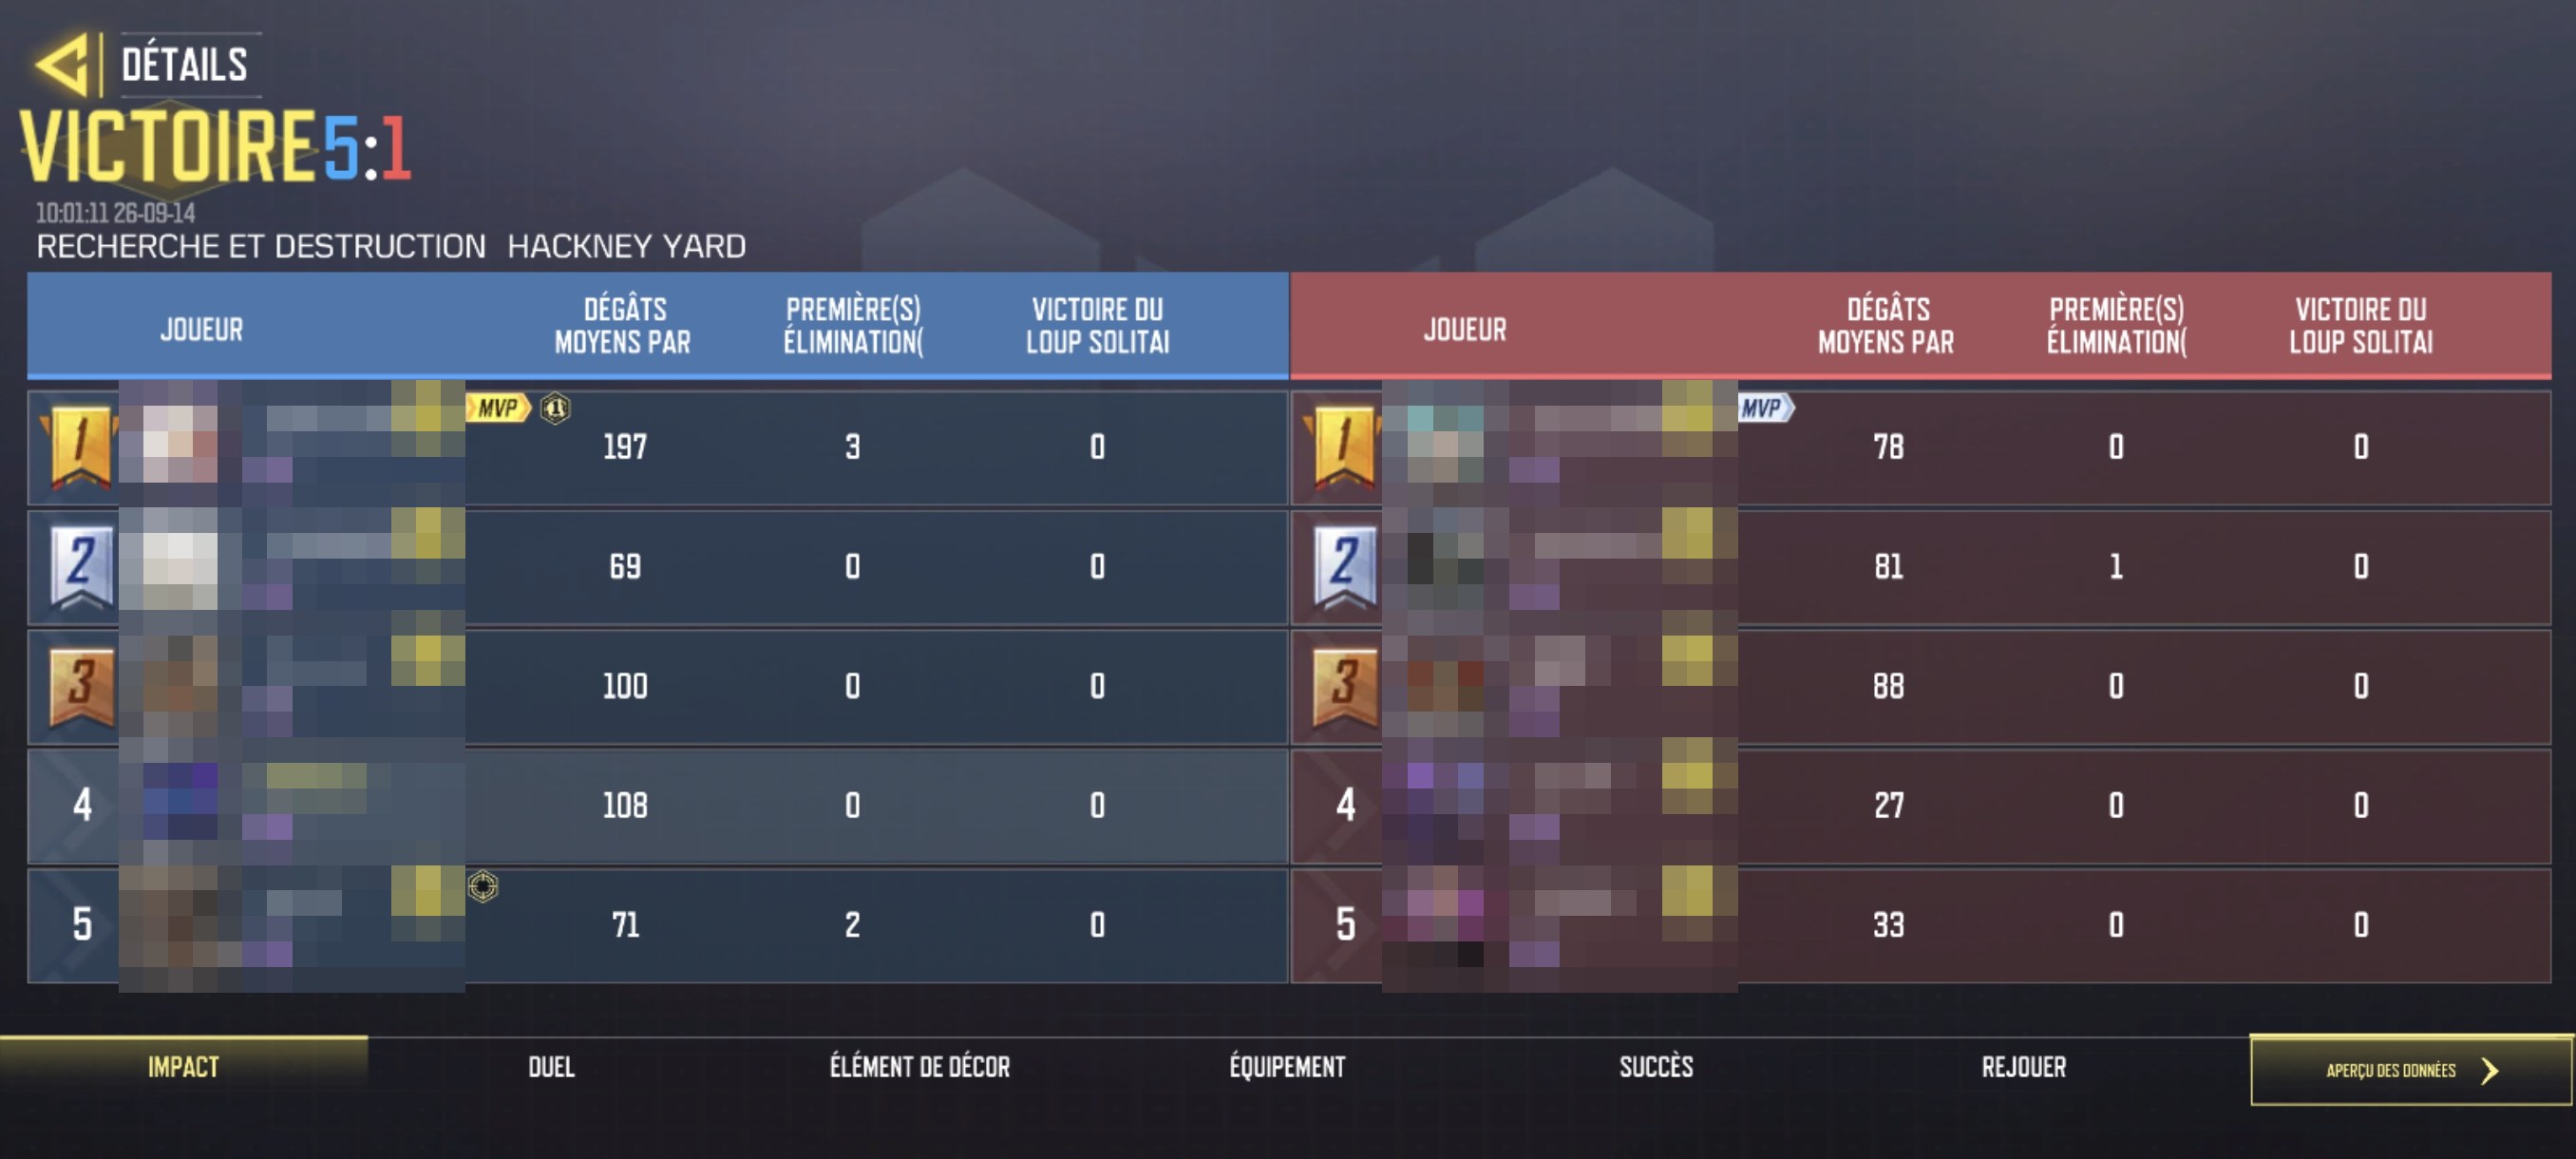 DÉTAILS
VICTOIRE 5:1
10:01:11 26-09-14
RECHERCHE ET DESTRUCTION HACKNEY YARD
JOUEUR DÉGÂTS MOYENS PAR PREMIÈRE(S) ÉLIMINATION( VICTOIRE DU LOUP SOLITAI JOUEUR DÉGÂTS MOYENS PAR PREMIÈRE(S) ÉLIMINATION( VICTOIRE DU LOUP SOLITAI
1 MVP 1 197 3 0 1 MVP 78 0 0
2 69 0 0 2 81 1 0
3 100 0 0 3 88 0 0
4 108 0 0 4 27 0 0
5 71 2 0 5 33 0 0
IMPACT DUEL ÉLÉMENT DE DÉCOR ÉQUIPEMENT SUCCÈS REJOUER APERÇU DES DONNÉES